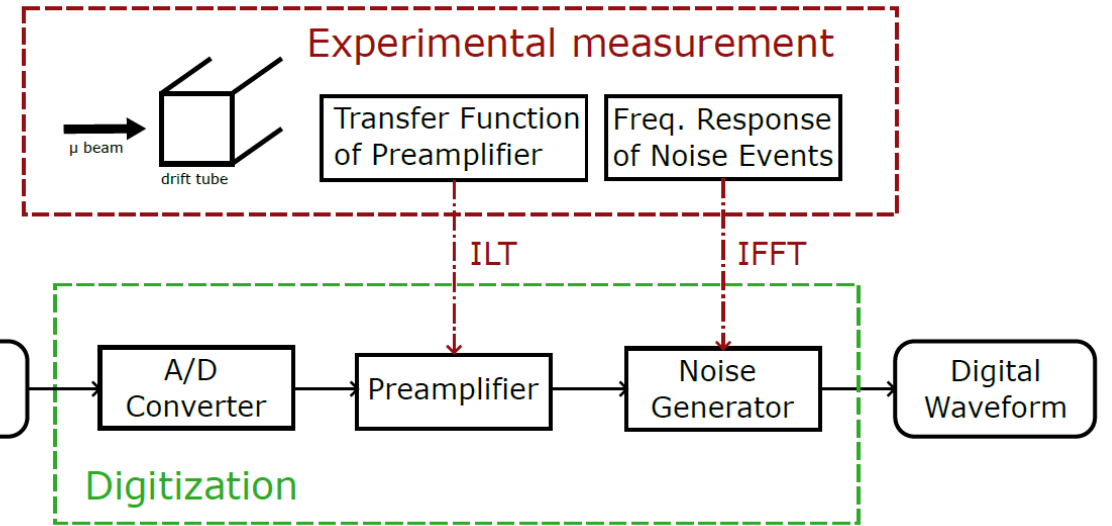 Experimental measurement
μ beam
drift tube
Transfer Function
of Preamplifier
Freq. Response
of Noise Events
ILT
IFFT
A/D
Converter
Preamplifier
Noise
Generator
Digital
Waveform
Digitization